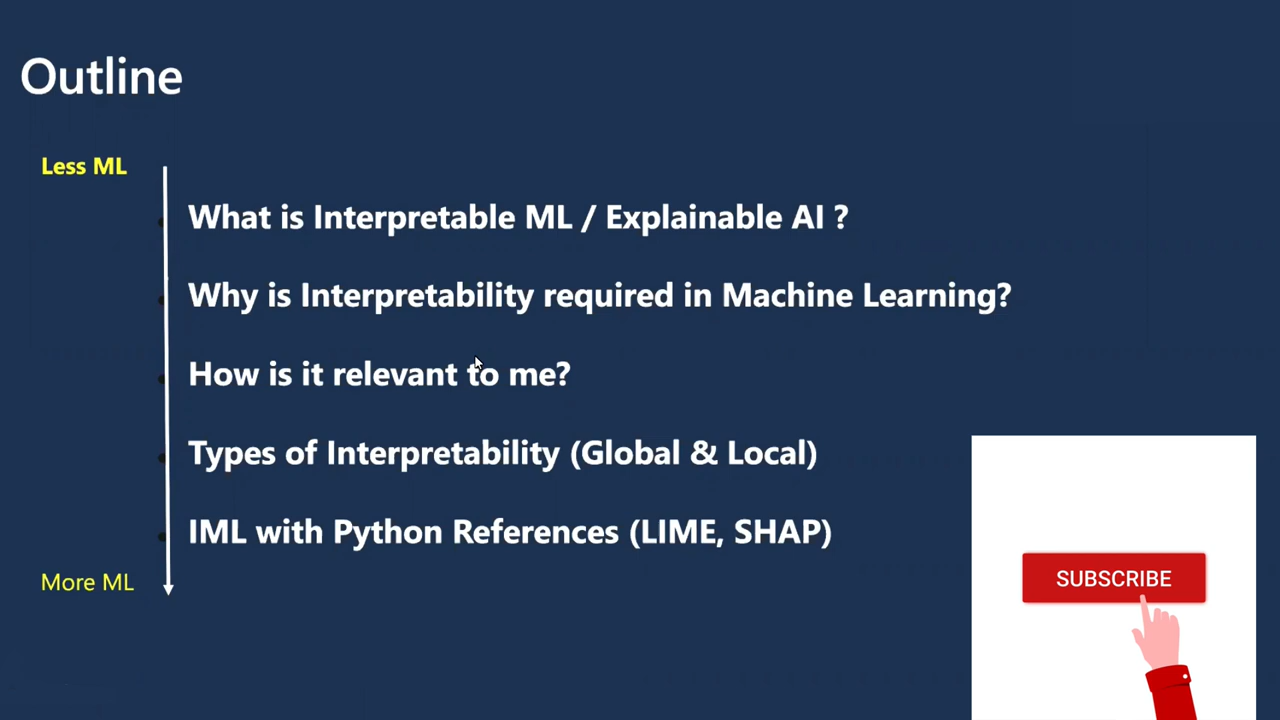 Outline
Less ML
What is Interpretable ML / Explainable AI ?
Why is Interpretability required in Machine Learning?
How is it relevant to me?
Types of Interpretability (Global & Local)
IML with Python References (LIME, SHAP)
More ML
SUBSCRIBE